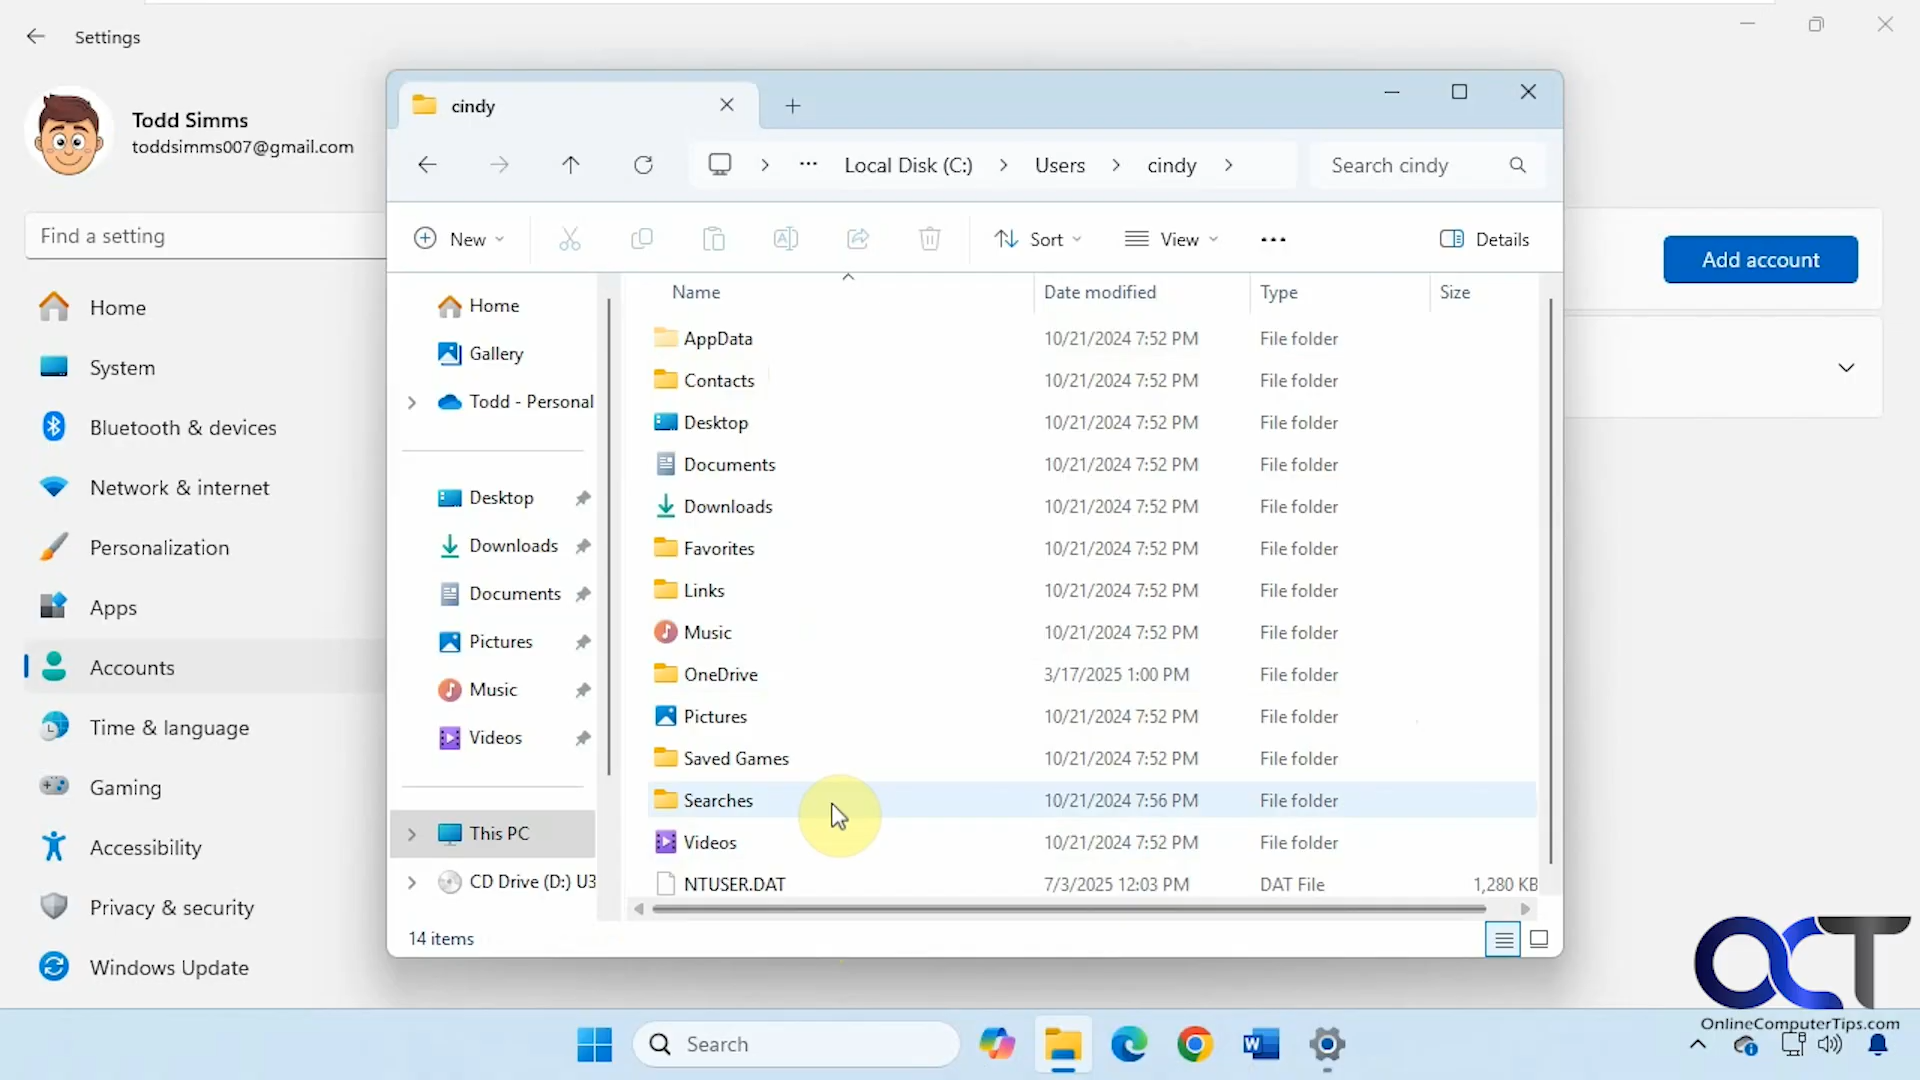 Settings
Todd Simms
toddsimms007@gmail.com
Find a setting
Home
System
Bluetooth & devices
Network & internet
Personalization
Apps
Accounts
Time & language
Gaming
Accessibility
Privacy & security
Windows Update
Add account
cindy
... Local Disk (C:) Users cindy
Search cindy
New
Sort
View
Details
Home
Gallery
Todd - Personal
Desktop
Downloads
Documents
Pictures
Music
Videos
This PC
CD Drive (D:) U3
Name Date modified Type Size
AppData 10/21/2024 7:52 PM File folder
Contacts 10/21/2024 7:52 PM File folder
Desktop 10/21/2024 7:52 PM File folder
Documents 10/21/2024 7:52 PM File folder
Downloads 10/21/2024 7:52 PM File folder
Favorites 10/21/2024 7:52 PM File folder
Links 10/21/2024 7:52 PM File folder
Music 10/21/2024 7:52 PM File folder
OneDrive 3/17/2025 1:00 PM File folder
Pictures 10/21/2024 7:52 PM File folder
Saved Games 10/21/2024 7:52 PM File folder
Searches 10/21/2024 7:56 PM File folder
Videos 10/21/2024 7:52 PM File folder
NTUSER.DAT 7/3/2025 12:03 PM DAT File 1,280 KB
14 items
OCT
OnlineComputerTips.com
Search